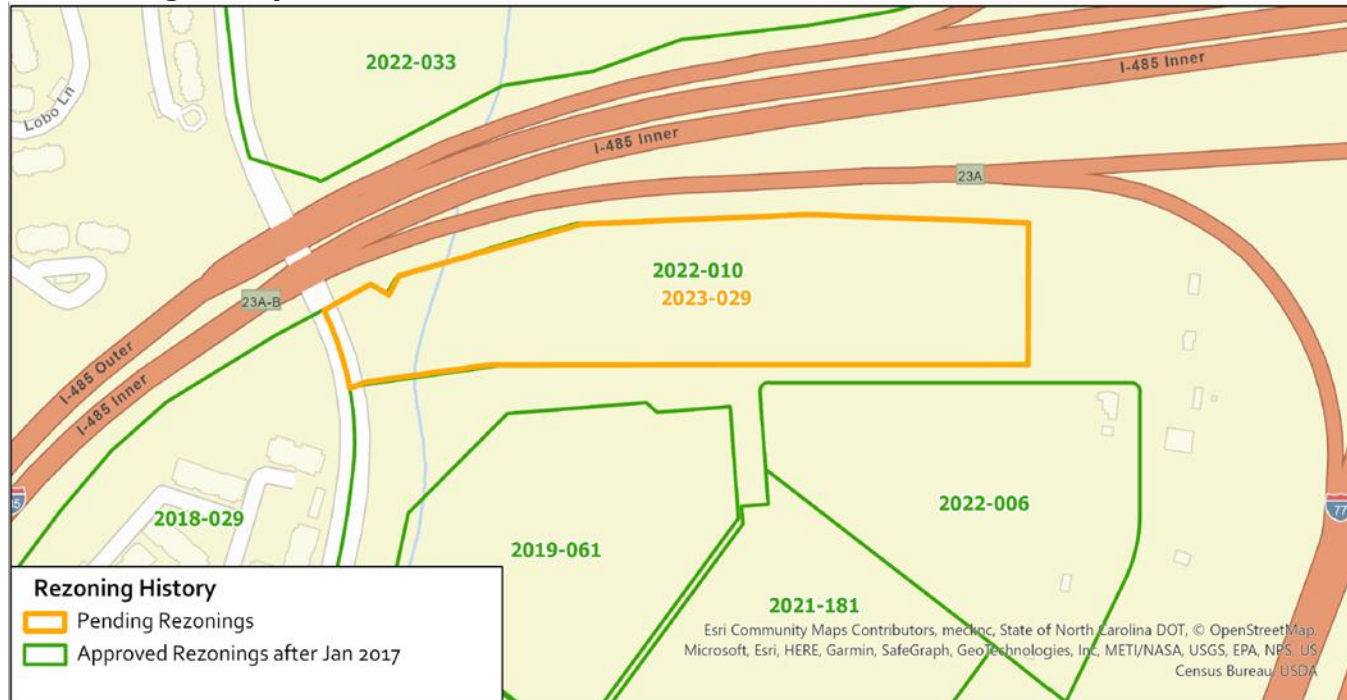 2022-033
Lobo Ln
I-485 Inner
I-485 Inner
23A
2022-010
2023-029
23A-B
I-485 Outer
I-485 Inner
2018-029
2019-061
2022-006
77
2021-181
Rezoning History
Pending Rezonings
Approved Rezonings after Jan 2017
Esri Community Maps Contributors, mecknc, State of North Carolina DOT, © OpenStreetMap,
Microsoft, Esri, HERE, Garmin, SafeGraph, GeoTechnologies, Inc, METI/NASA, USGS, EPA, NPS, US
Census Bureau, USDA